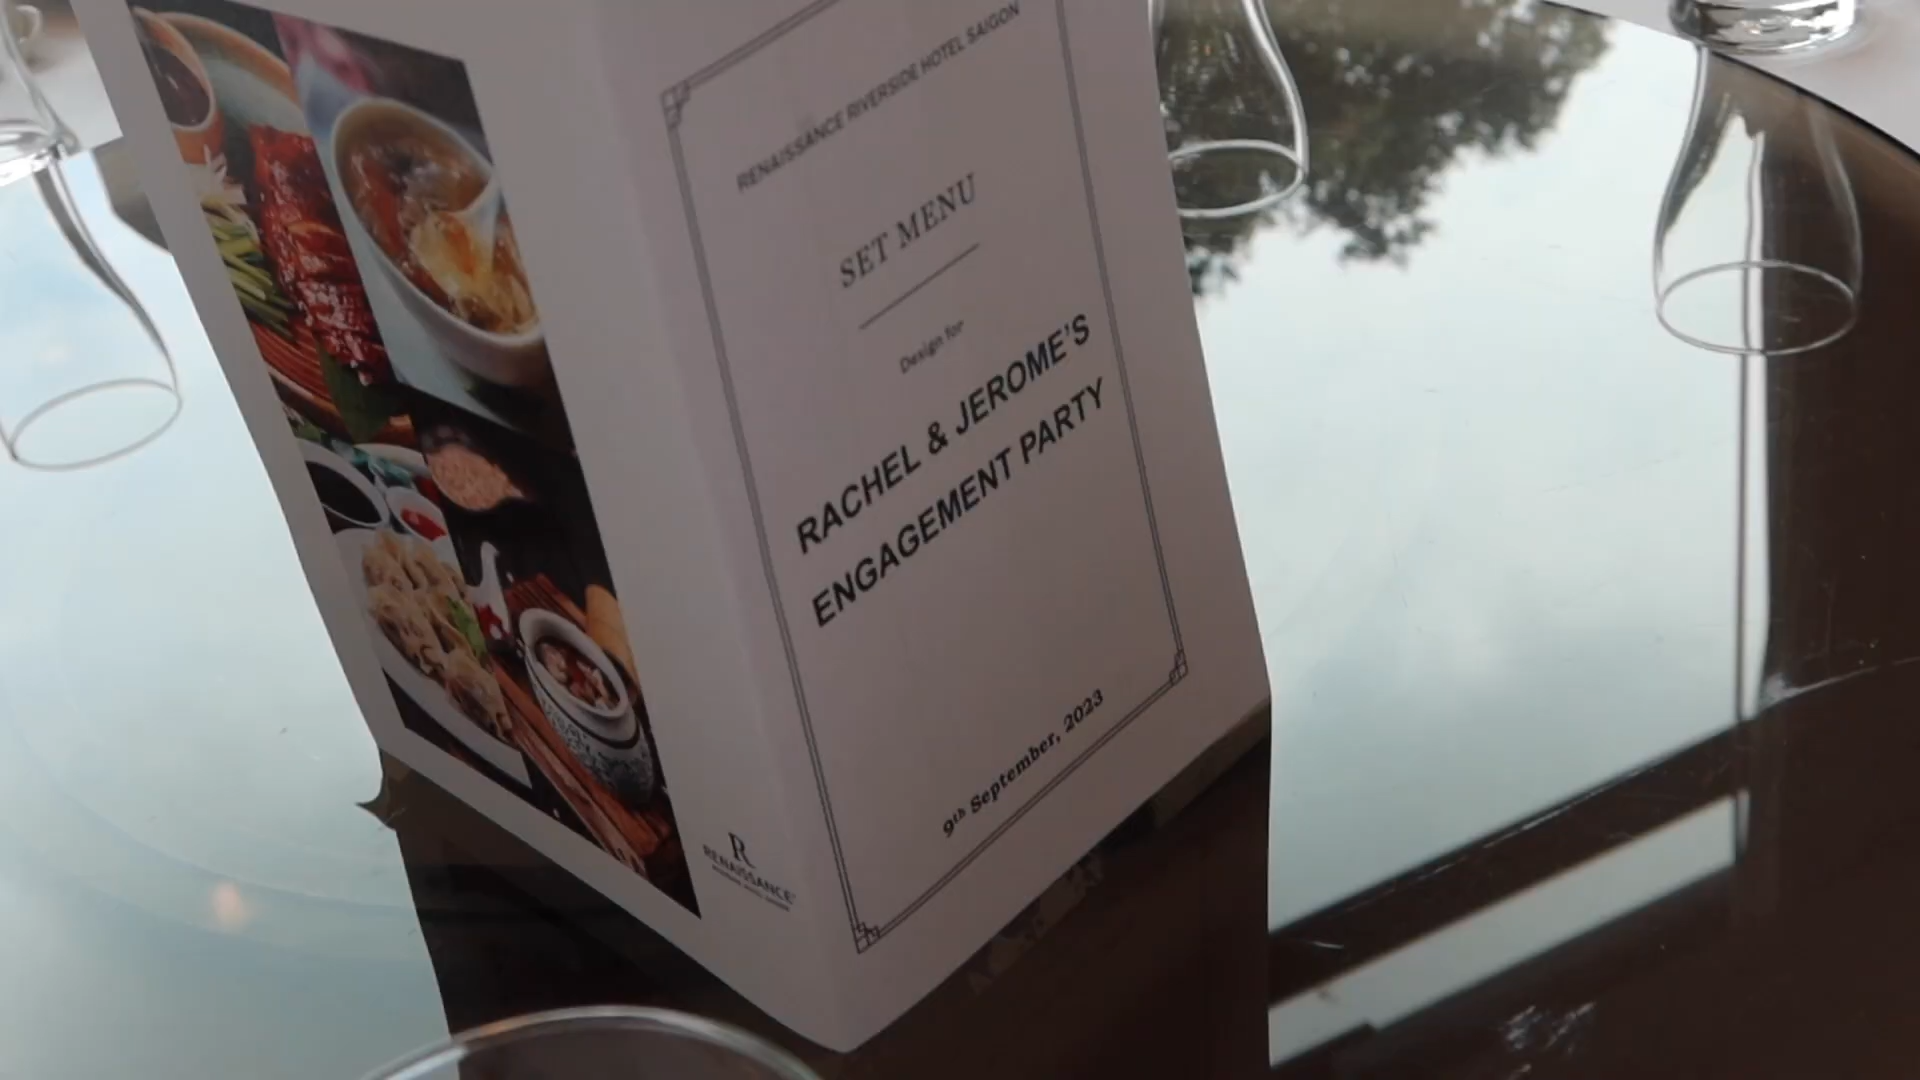 RENAISSANCE RIVERSIDE HOTEL SAIGON
SET MENU
Design for
RACHEL & JEROME'S
ENGAGEMENT PARTY
9th September, 2023
R
RENAISSANCE